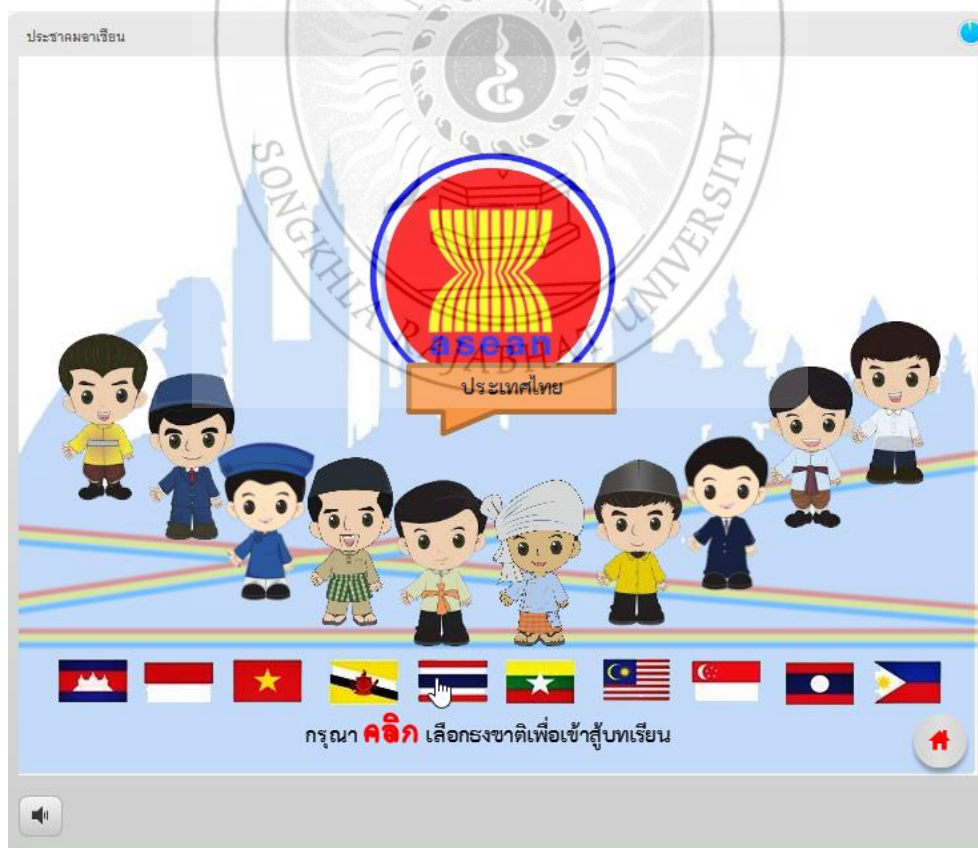 ประชาคมอาเซียน
SONGKHLA RAJABHAT UNIVERSITY
asean
ประเทศไทย
กรุณา คลิก เลือกธงชาติเพื่อเข้าสู้บทเรียน